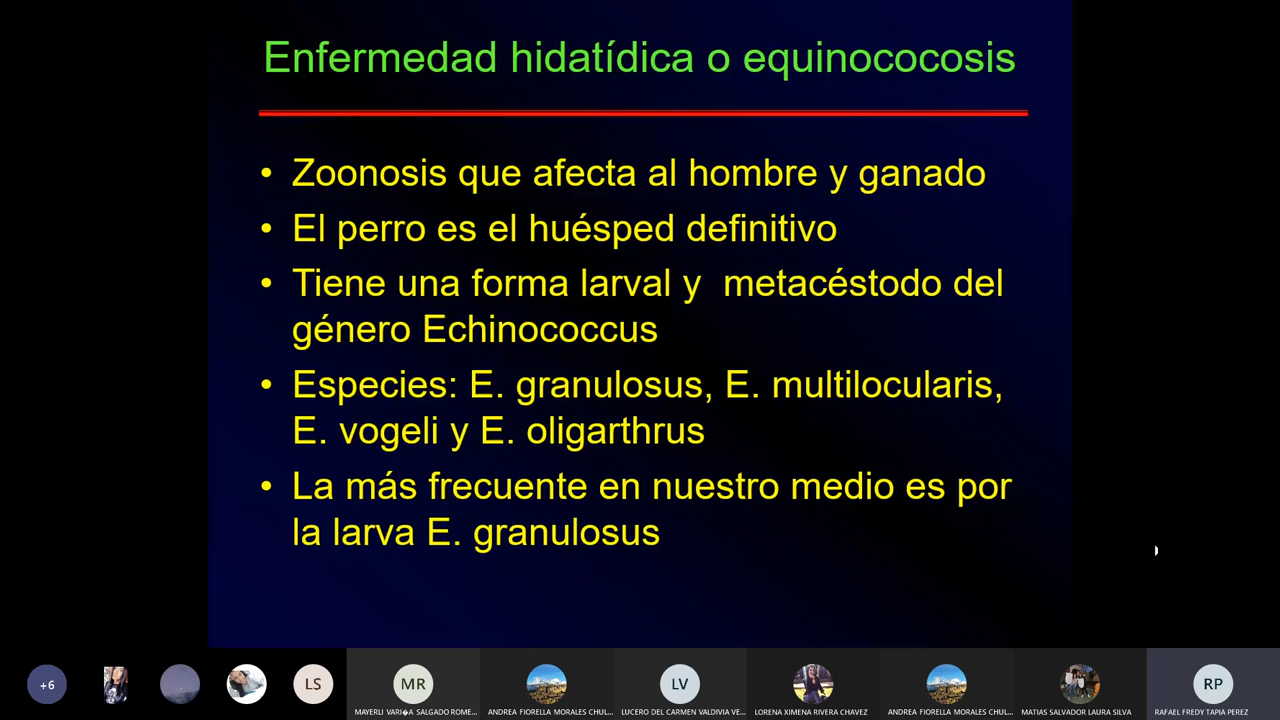 Enfermedad hidatídica o equinococosis
• Zoonosis que afecta al hombre y ganado
• El perro es el huésped definitivo
• Tiene una forma larval y  metacéstodo del
género Echinococcus
• Especies: E. granulosus, E. multilocularis,
E. vogeli y E. oligarthrus
• La más frecuente en nuestro medio es por
la larva E. granulosus
+6
LS
MR
LV
RP
MAYERLI VARI�A SALGADO ROME...
ANDREA FIORELLA MORALES CHUL...
LUCERO DEL CARMEN VALDIVIA VE...
LORENA XIMENA RIVERA CHAVEZ
ANDREA FIORELLA MORALES CHUL...
MATIAS SALVADOR LAURA SILVA
RAFAEL FREDY TAPIA PEREZ